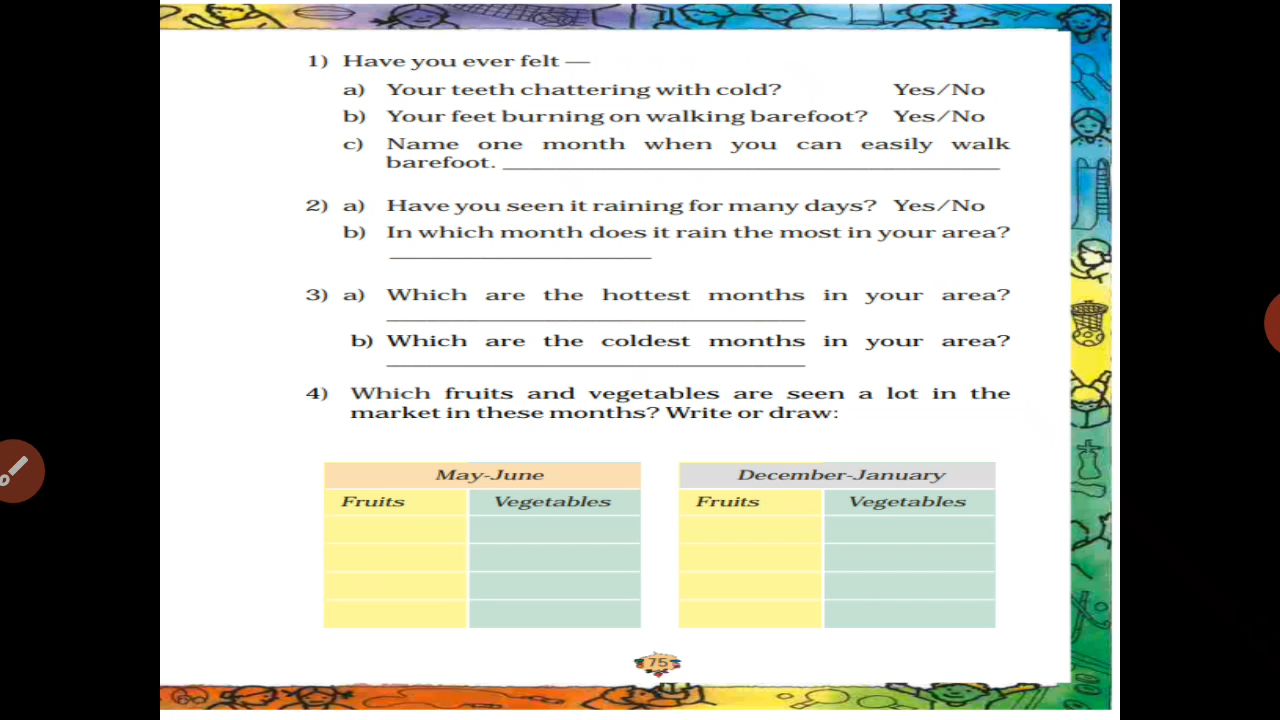 1) Have you ever felt —
a) Your teeth chattering with cold? Yes/No
b) Your feet burning on walking barefoot? Yes/No
c) Name one month when you can easily walk
barefoot. ________________________________
2) a) Have you seen it raining for many days? Yes/No
b) In which month does it rain the most in your area?
________________________________
3) a) Which are the hottest months in your area?
________________________________
b) Which are the coldest months in your area?
________________________________
4) Which fruits and vegetables are seen a lot in the
market in these months? Write or draw:
May-June
Fruits Vegetables
December-January
Fruits Vegetables
75